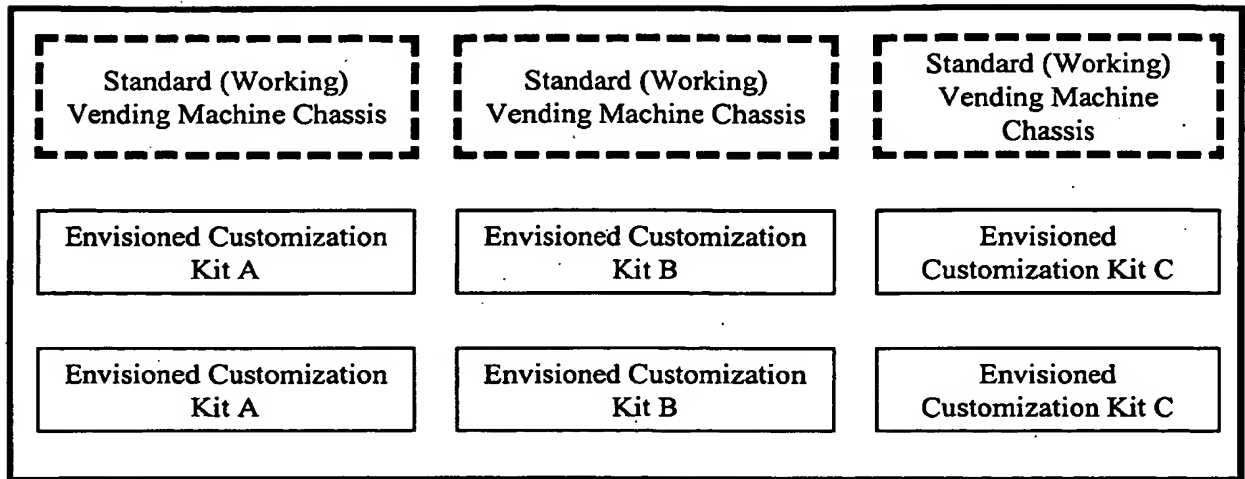 Standard (Working)
Vending Machine Chassis
Standard (Working)
Vending Machine Chassis
Standard (Working)
Vending Machine
Chassis
Envisioned Customization
Kit A
Envisioned Customization
Kit B
Envisioned
Customization Kit C
Envisioned Customization
Kit A
Envisioned Customization
Kit B
Envisioned
Customization Kit C